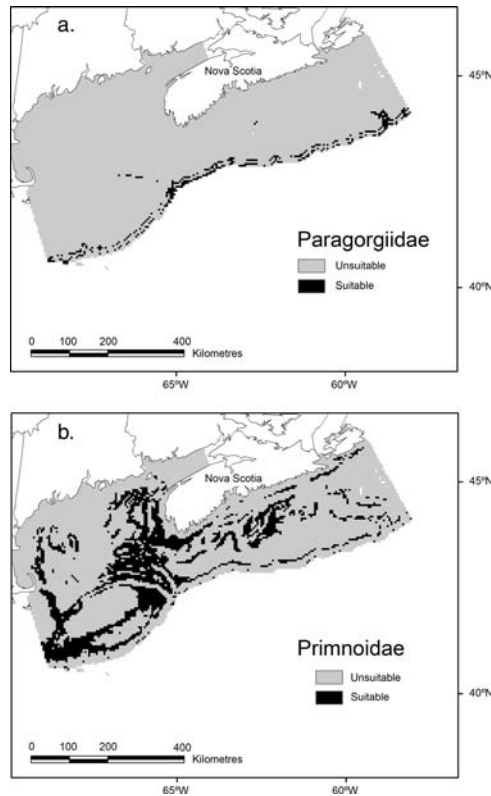 a.
Nova Scotia
45°N
Paragorgiidae
Unsuitable
Suitable
40°N
0 100 200 400
Kilometres
65°W 60°W
b.
Nova Scotia
45°N
Primnoidae
Unsuitable
Suitable
40°N
0 100 200 400
Kilometres
65°W 60°W